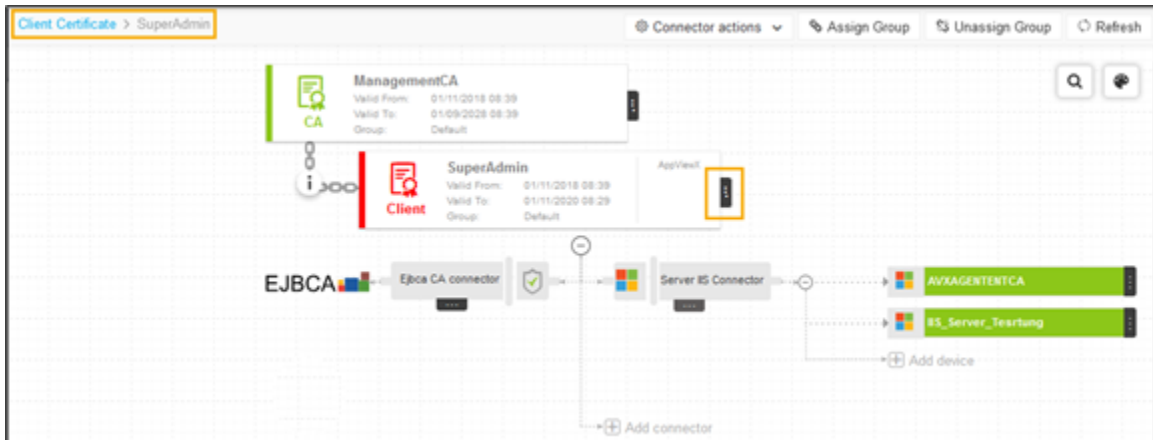 Client Certificate > SuperAdmin
Connector actions
Assign Group
Unassign Group
Refresh
ManagementCA
Valid From: 01/11/2018 08:39
Valid To: 01/09/2028 08:39
Group: Default
CA
SuperAdmin
Valid From: 01/11/2018 08:39
Valid To: 01/11/2020 08:29
Group: Default
Client
AppViewX
i
EJBCA
Ejbca CA connector
Server IIS Connector
AVXAGENTENTCA
IIS_Server_Teartung
Add device
Add connector